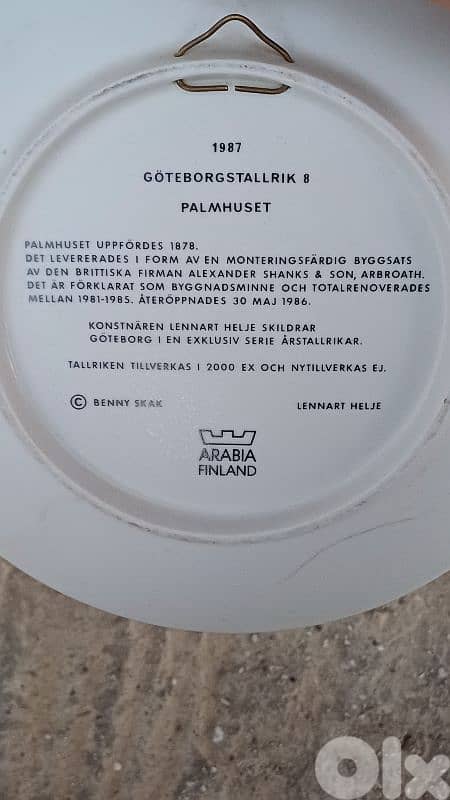 1987
GÖTEBORGSTALLRIK 8
PALMHUSET
PALMHUSET UPPFÖRDES 1878.
DET LEVERERADES I FORM AV EN MONTERINGSFÄRDIG BYGGSATS
AV DEN BRITTISKA FIRMAN ALEXANDER SHANKS & SON, ARBROATH.
DET ÄR FÖRKLARAT SOM BYGGNADSMINNE OCH TOTALRENOVERADES
MELLAN 1981-1985. ÅTERÖPPNADES 30 MAJ 1986.
KONSTNÄREN LENNART HELJE SKILDRAR
GÖTEBORG I EN EXKLUSIV SERIE ÅRSTALLRIKAR.
TALLRIKEN TILLVERKAS I 2000 EX OCH NYTILLVERKAS EJ.
© BENNY SKAK LENNART HELJE
ARABIA
FINLAND
OLX